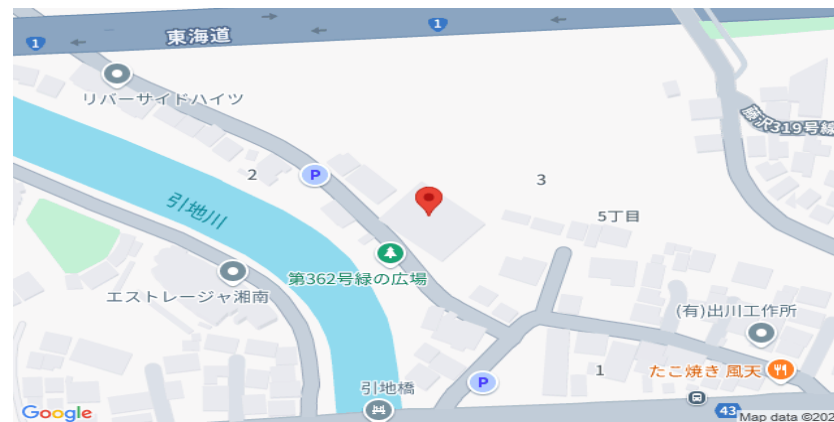 1
東海道
1
リバーサイドハイツ
藤沢319号線
P
2
3
引地川
5丁目
第362号緑の広場
エストレージャ湘南
(有)出川工作所
1
たこ焼き 風天
引地橋
P
43
Google
Map data ©202